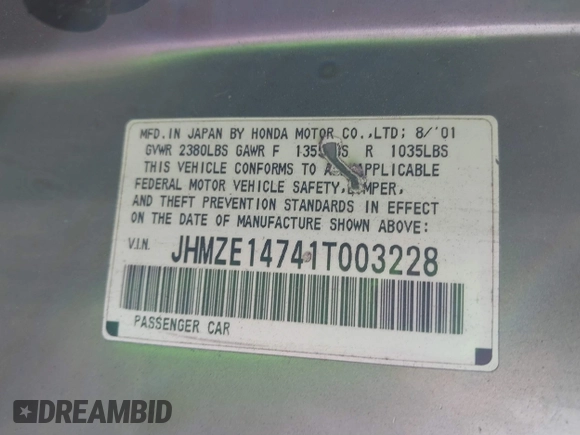 MFD.IN JAPAN BY HONDA MOTOR CO.,LTD; 8/'01
GVWR 2380LBS GAWR F R 1035LBS
THIS VEHICLE CONFORMS TO APPLICABLE
FEDERAL MOTOR VEHICLE SAFETY,
AND THEFT PREVENTION STANDARDS IN EFFECT
ON THE DATE OF MANUFACTURE SHOWN ABOVE:
V.I.N. JHMZE14741T003228
PASSENGER CAR
DREAMBID